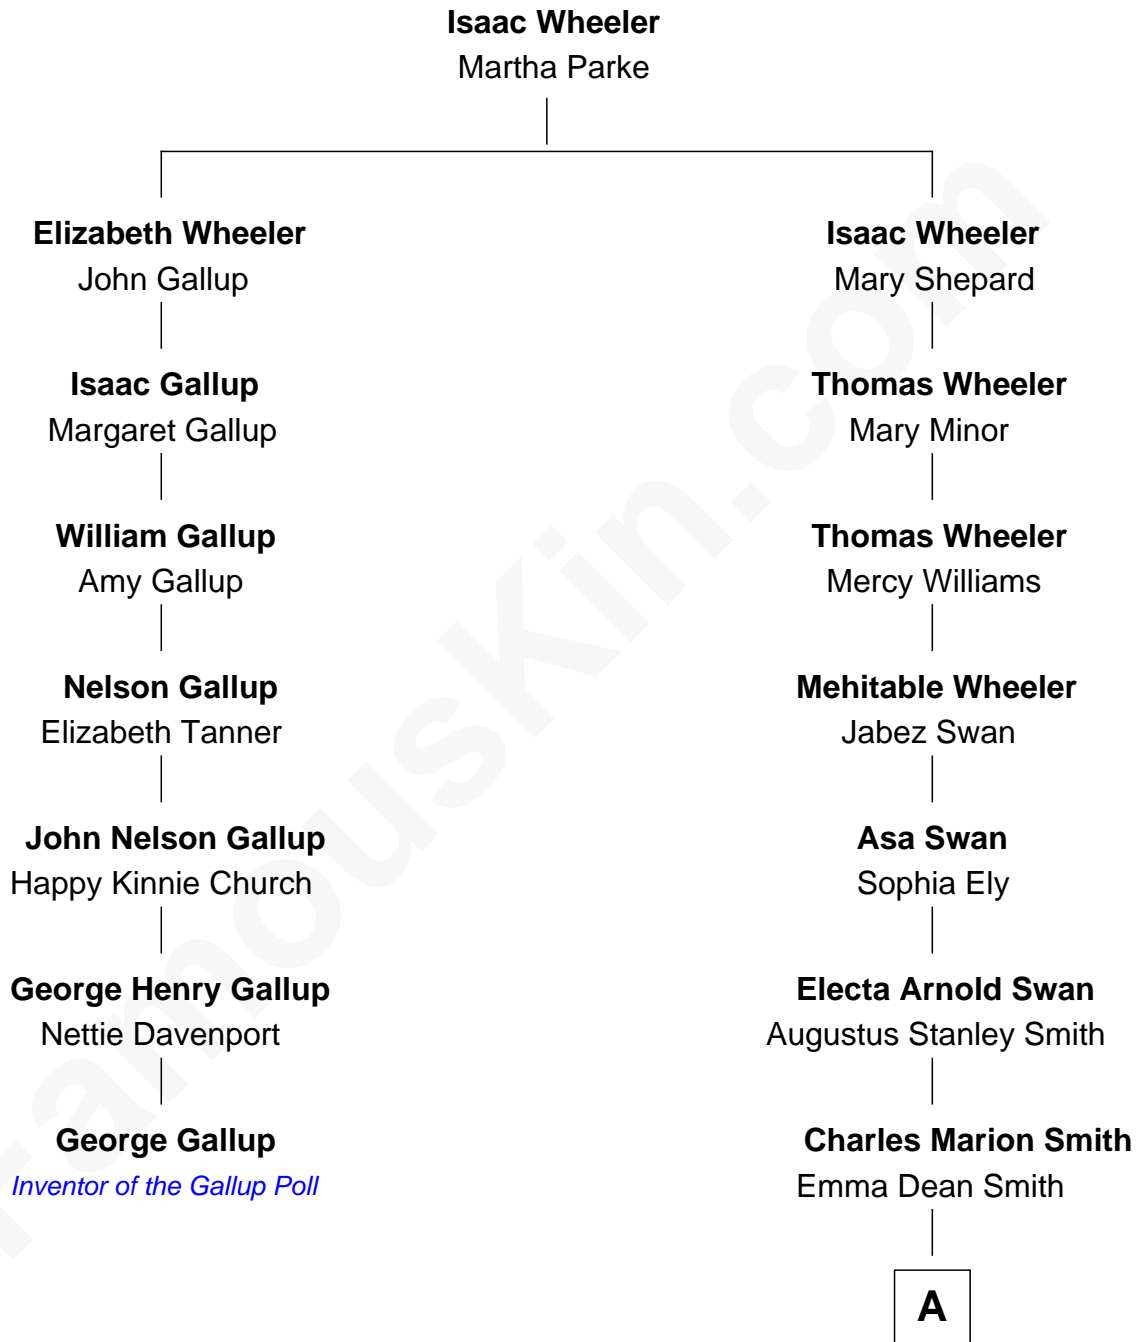 Isaac Wheeler
Martha Parke
Elizabeth Wheeler
John Gallup
Isaac Gallup
Margaret Gallup
William Gallup
Amy Gallup
Nelson Gallup
Elizabeth Tanner
John Nelson Gallup
Happy Kinnie Church
George Henry Gallup
Nettie Davenport
George Gallup
Inventor of the Gallup Poll
Isaac Wheeler
Mary Shepard
Thomas Wheeler
Mary Minor
Thomas Wheeler
Mercy Williams
Mehitable Wheeler
Jabez Swan
Asa Swan
Sophia Ely
Electa Arnold Swan
Augustus Stanley Smith
Charles Marion Smith
Emma Dean Smith
A
FamousKin.com